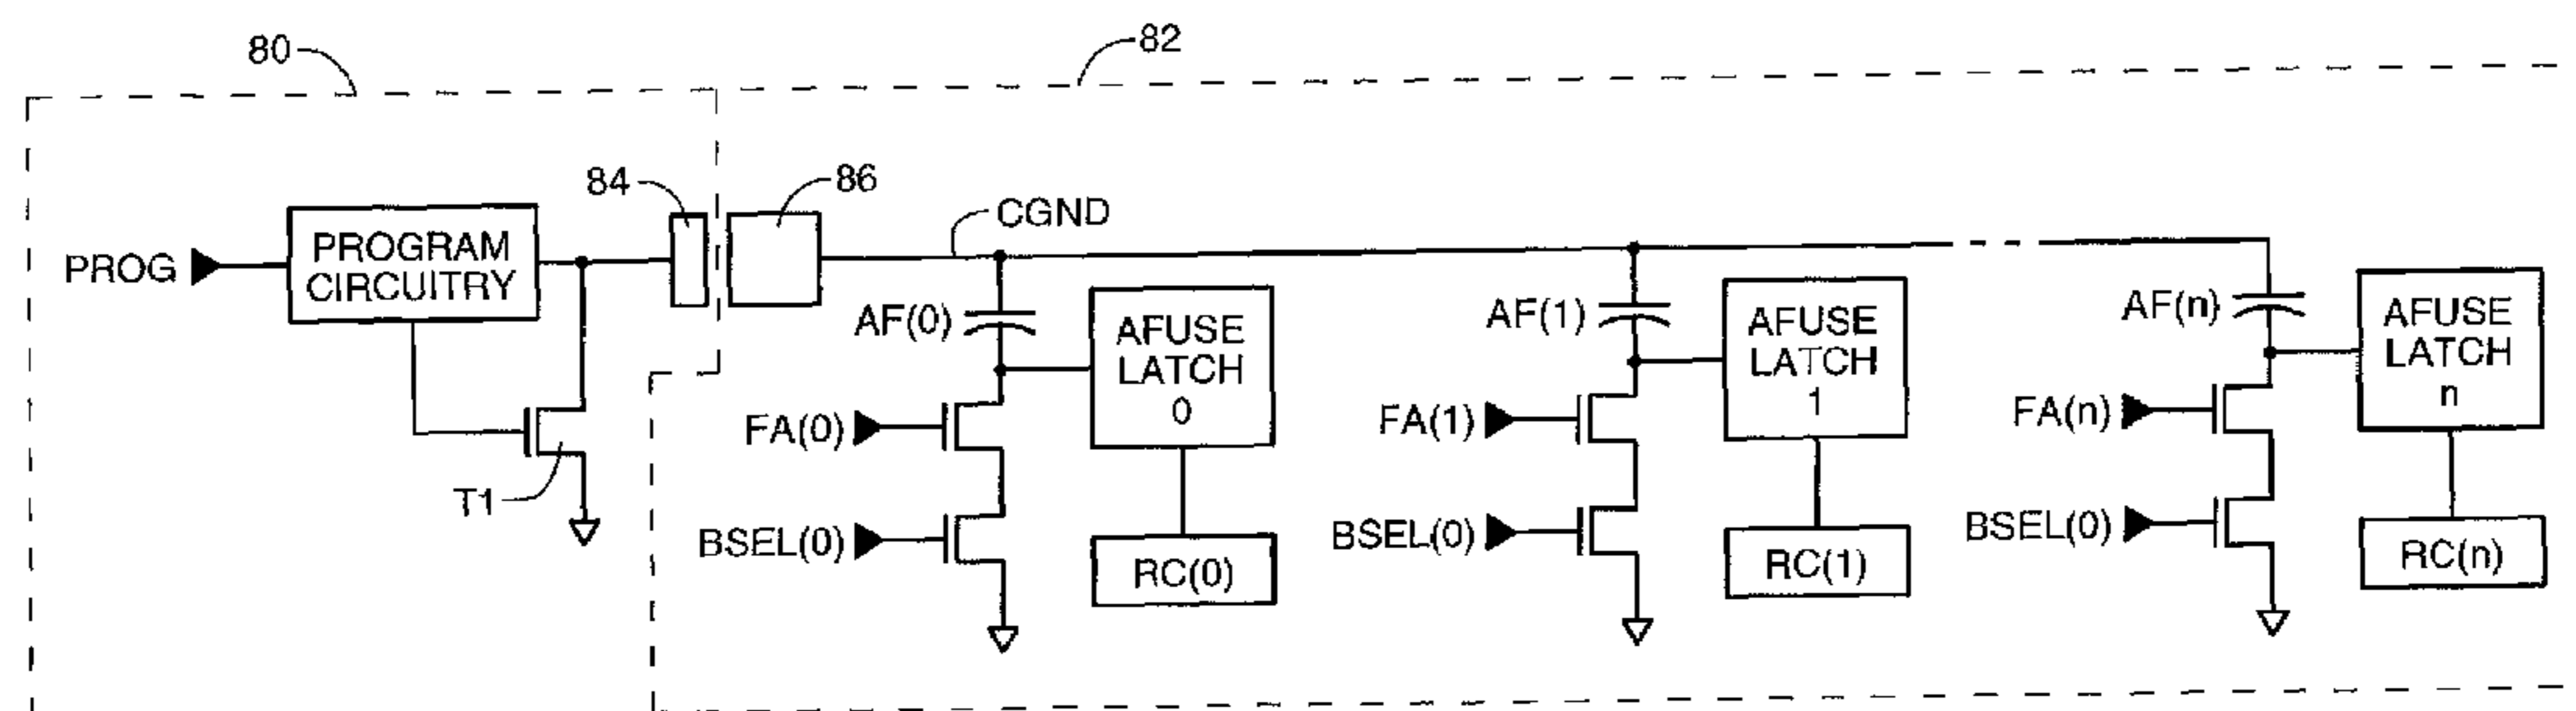 80
82
84
86
CGND
PROG
PROGRAM
CIRCUITRY
T1
AF(0)
AFUSE
LATCH
0
FA(0)
BSEL(0)
RC(0)
AF(1)
AFUSE
LATCH
1
FA(1)
BSEL(0)
RC(1)
AF(n)
AFUSE
LATCH
n
FA(n)
BSEL(0)
RC(n)